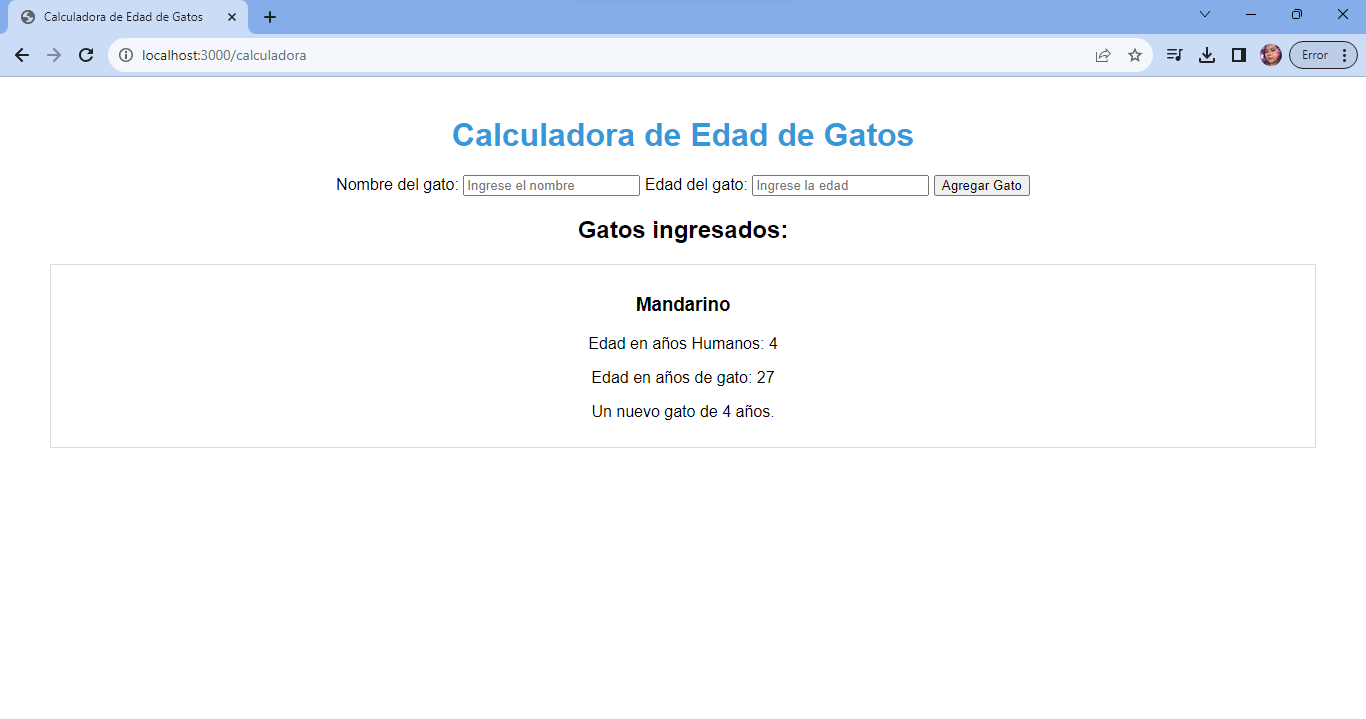 Calculadora de Edad de Gatos
localhost:3000/calculadora
Error
Calculadora de Edad de Gatos
Nombre del gato: Ingrese el nombre Edad del gato: Ingrese la edad Agregar Gato
Gatos ingresados:
Mandarino
Edad en años Humanos: 4
Edad en años de gato: 27
Un nuevo gato de 4 años.